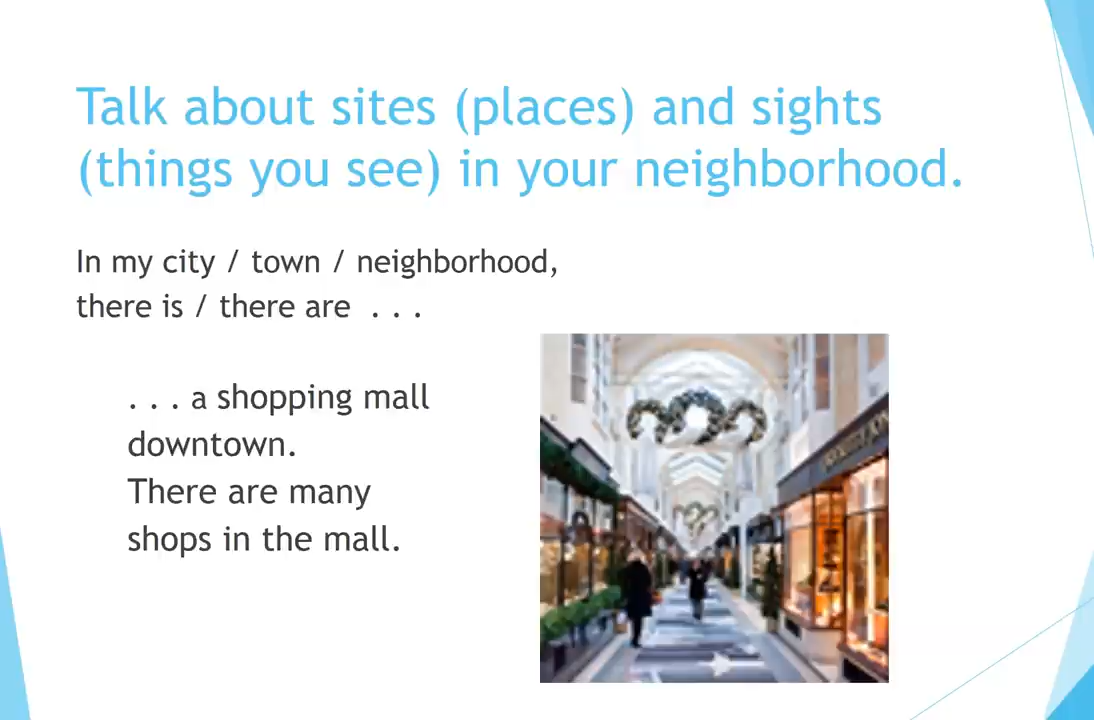 Talk about sites (places) and sights
(things you see) in your neighborhood.
In my city / town / neighborhood,
there is / there are . . .
. . . a shopping mall
downtown.
There are many
shops in the mall.